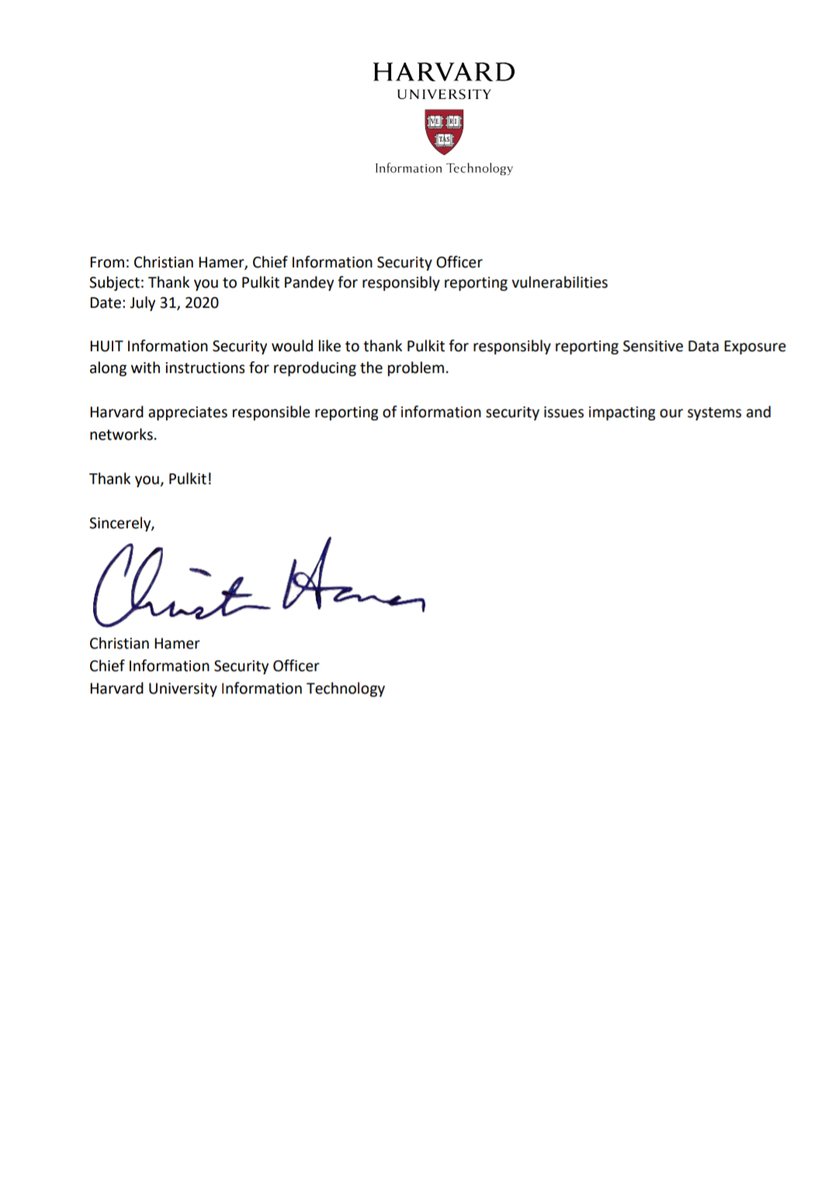 HARVARD
UNIVERSITY
VE RI
TAS
Information Technology
From: Christian Hamer, Chief Information Security Officer
Subject: Thank you to Pulkit Pandey for responsibly reporting vulnerabilities
Date: July 31, 2020
HUIT Information Security would like to thank Pulkit for responsibly reporting Sensitive Data Exposure
along with instructions for reproducing the problem.
Harvard appreciates responsible reporting of information security issues impacting our systems and
networks.
Thank you, Pulkit!
Sincerely,
Christian Hamer
Christian Hamer
Chief Information Security Officer
Harvard University Information Technology